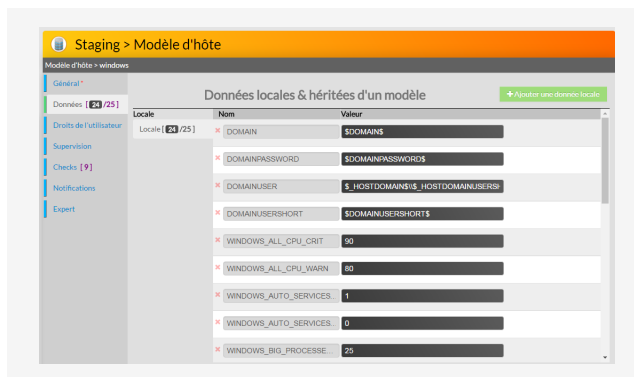 Staging > Modèle d'hôte
Modèle d'hôte > windows
Général *
Données [ 24 /25 ]
Droits de l'utilisateur
Supervision
Checks [ 9 ]
Notifications
Expert
Données locales & héritées d'un modèle
+ Ajouter une donnée locale
Locale
Nom
Valeur
Locale [ 24 /25 ]
× DOMAIN $DOMAIN$
× DOMAINPASSWORD $DOMAINPASSWORD$
× DOMAINUSER $_HOSTDOMAIN$\\$_HOSTDOMAINUSERSH
× DOMAINUSERSHORT $DOMAINUSERSHORT$
× WINDOWS_ALL_CPU_CRIT 90
× WINDOWS_ALL_CPU_WARN 80
× WINDOWS_AUTO_SERVICES... 1
× WINDOWS_AUTO_SERVICES... 0
× WINDOWS_BIG_PROCESSE... 25